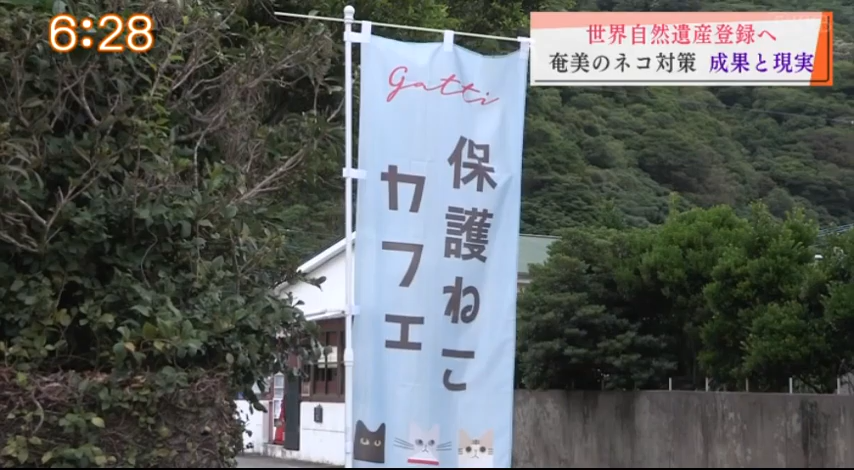 6:28
世界自然遺産登録へ
奄美のネコ対策 成果と現実
gatti
保護ねこ
カフェ